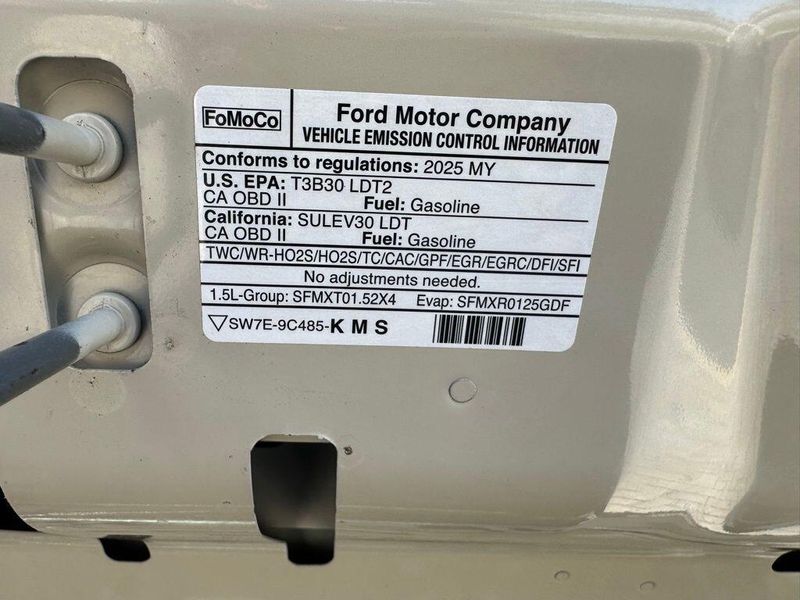 FoMoCo
Ford Motor Company
VEHICLE EMISSION CONTROL INFORMATION
Conforms to regulations: 2025 MY
U.S. EPA: T3B30 LDT2
CA OBD II Fuel: Gasoline
California: SULEV30 LDT
CA OBD II Fuel: Gasoline
TWC/WR-HO2S/HO2S/TC/CAC/GPF/EGR/EGRC/DFI/SFI
No adjustments needed.
1.5L-Group: SFMXT01.52X4 Evap: SFMXR0125GDF
SW7E-9C485-K M S